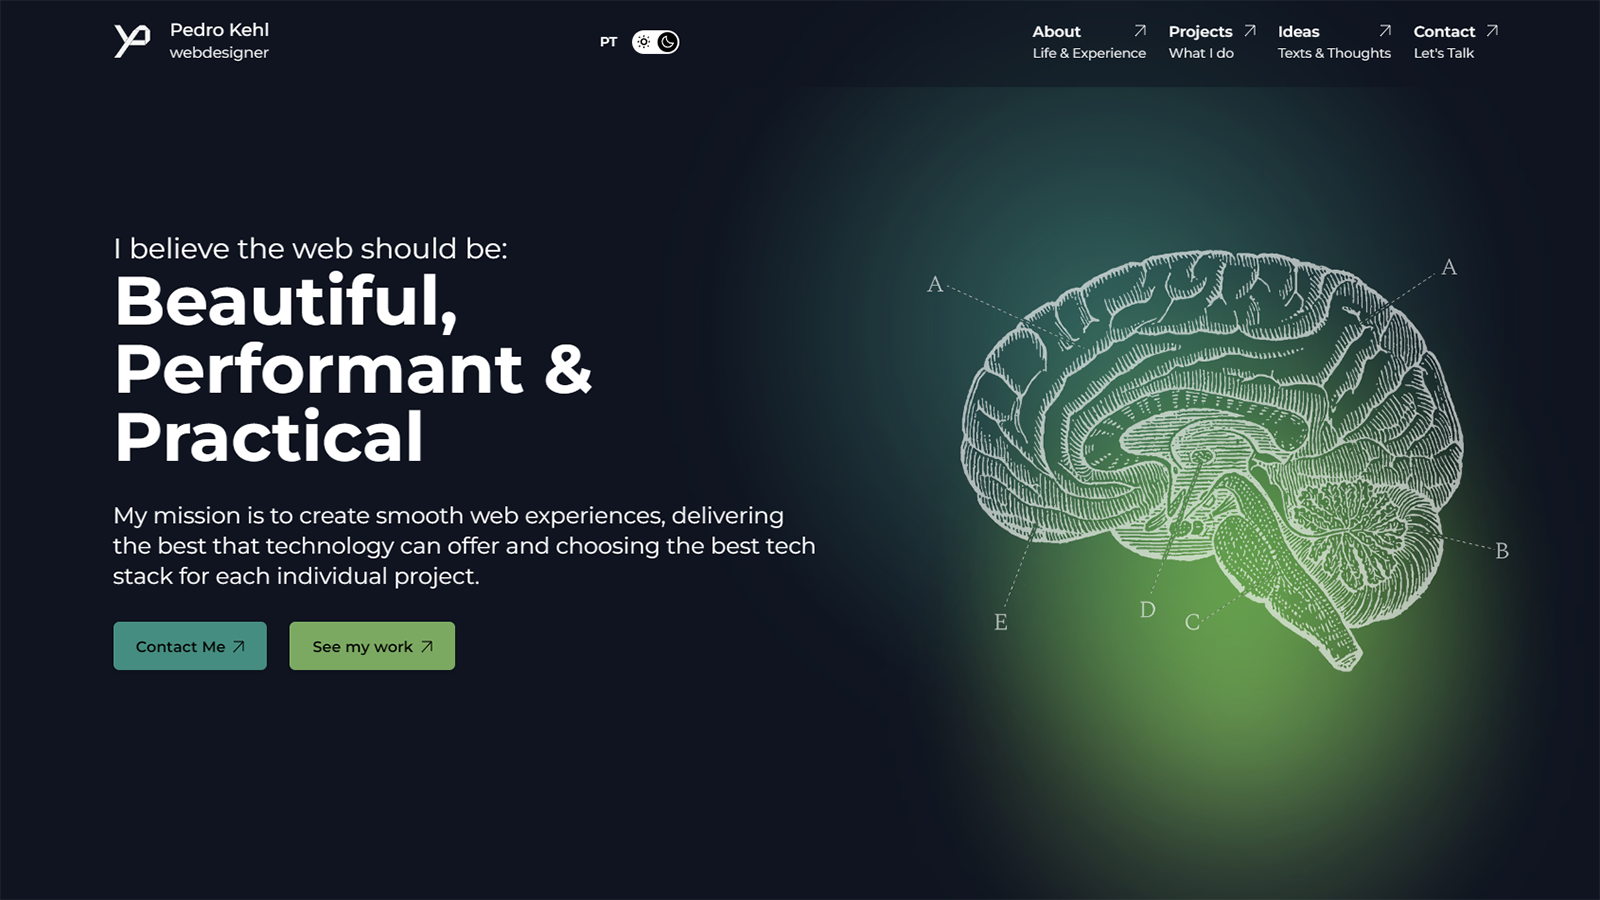 Pedro Kehl
webdesigner
PT
About
Life & Experience
Projects
What I do
Ideas
Texts & Thoughts
Contact
Let's Talk
I believe the web should be:
Beautiful,
Performant &
Practical
My mission is to create smooth web experiences, delivering
the best that technology can offer and choosing the best tech
stack for each individual project.
Contact Me
See my work
A
A
B
D
C
E